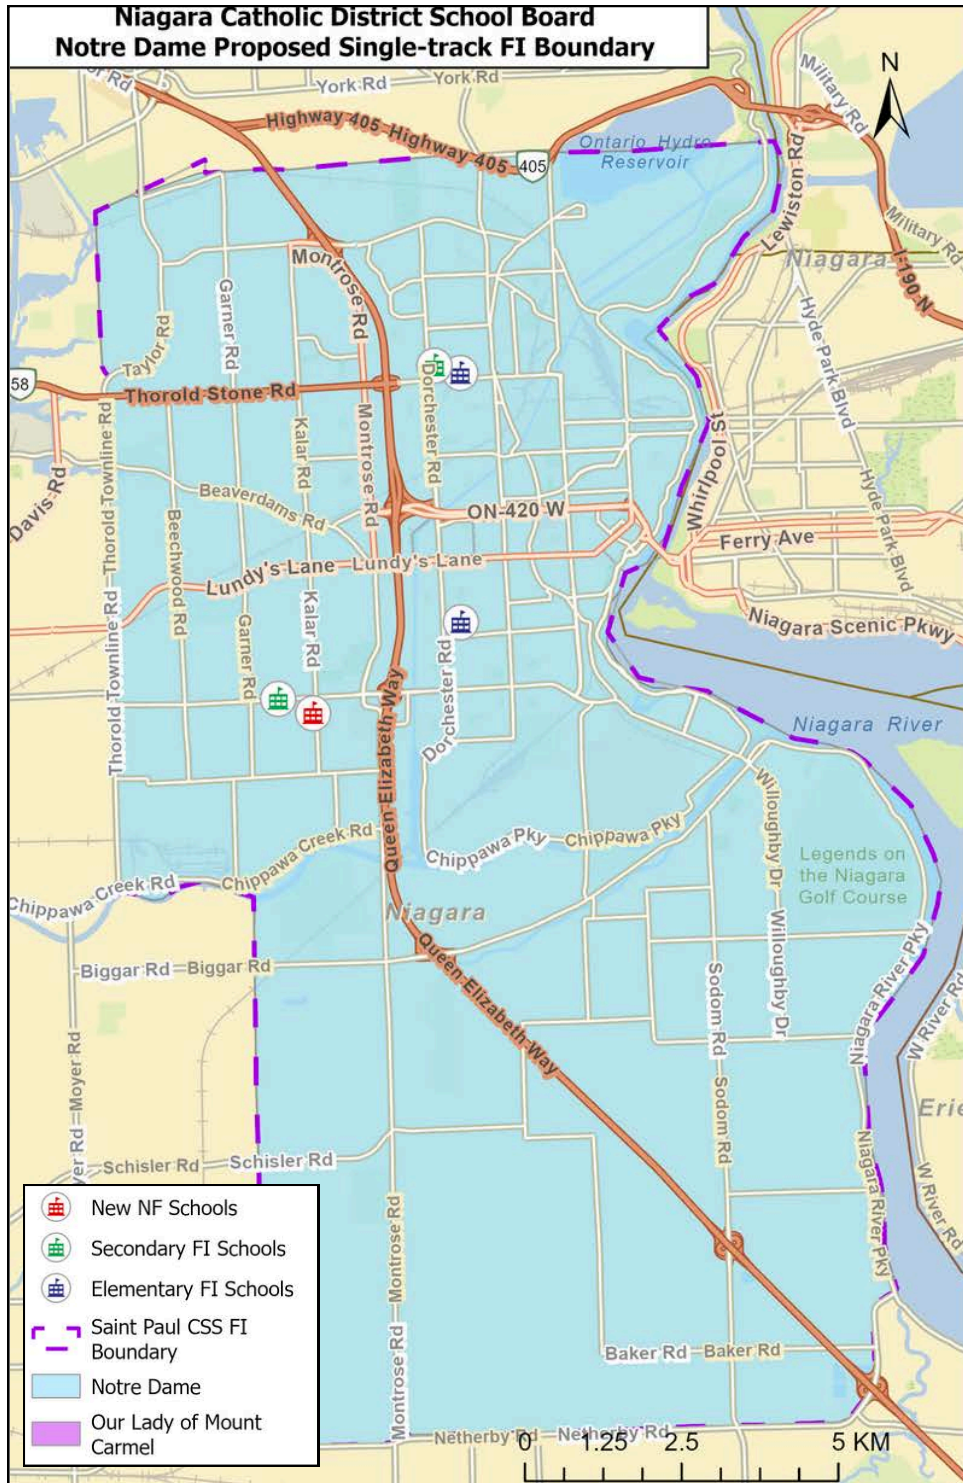 Niagara Catholic District School Board
Notre Dame Proposed Single-track FI Boundary
York Rd
York Rd
Highway 405
Highway 405
405
Ontario Hydro
Reservoir
N
Military Rd
Lewiston Rd
Military Rd
Niagara
I-190 N
Montrose Rd
Garner Rd
Taylor Rd
Hyde Park Blvd
58
Thorold Stone Rd
Dorchester Rd
Kalar Rd
Montrose Rd
Thorold Townline Rd
Thorold Townline Rd
Whirlpool St
Hyde Park Blvd
Davis Rd
Beaverdams Rd
Beechwood Rd
ON-420 W
Ferry Ave
Lundy's Lane
Lundy's Lane
Kalar Rd
Garner Rd
Niagara Scenic Pkwy
Thorold Townline Rd
Dorchester Rd
Queen Elizabeth Way
Niagara River
Willoughby Dr
Chippawa Creek Rd
Chippawa Pky
Chippawa Pky
Legends on
the Niagara
Golf Course
Chippawa Creek Rd
Niagara
Willoughby Dr
Queen Elizabeth Way
Biggar Rd
Biggar Rd
Sodom Rd
Niagara River Pky
W River Rd
Moyer Rd
Moyer Rd
Sodom Rd
Erie
Schisler Rd
Schisler Rd
Niagara River Pky
W River Rd
Montrose Rd
Montrose Rd
Baker Rd
Baker Rd
Netherby Rd
Netherby Rd
New NF Schools
Secondary FI Schools
Elementary FI Schools
Saint Paul CSS FI
Boundary
Notre Dame
Our Lady of Mount
Carmel
0 1.25 2.5 5 KM